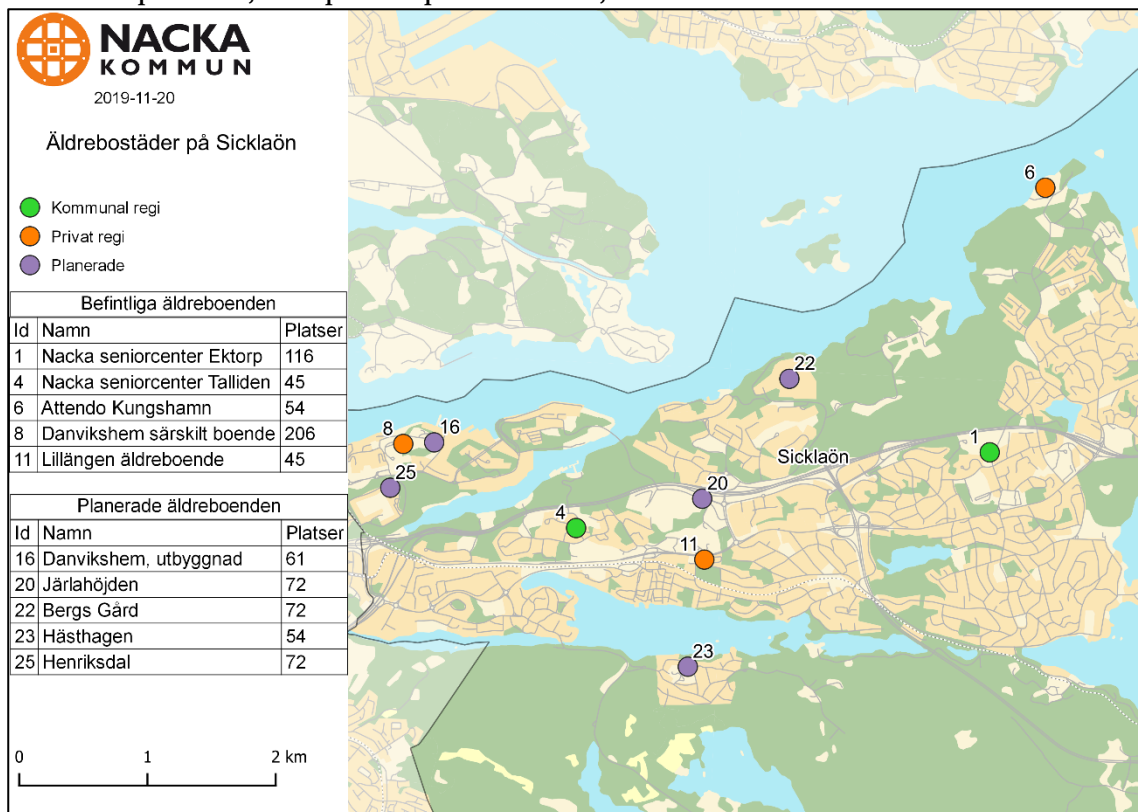 NACKA
KOMMUN
2019-11-20
Äldrebostäder på Sicklaön
Kommunal regi
Privat regi
Planerade
Befintliga äldreboenden
Id Namn Platser
1 Nacka seniorcenter Ektorp 116
4 Nacka seniorcenter Talliden 45
6 Attendo Kungshamn 54
8 Danvikshem särskilt boende 206
11 Lillängen äldreboende 45
Planerade äldreboenden
Id Namn Platser
16 Danvikshem, utbyggnad 61
20 Järlahöjden 72
22 Bergs Gård 72
23 Hästhagen 54
25 Henriksdal 72
0 1 2 km
6
22
8
16
1
Sicklaön
25
20
4
11
23